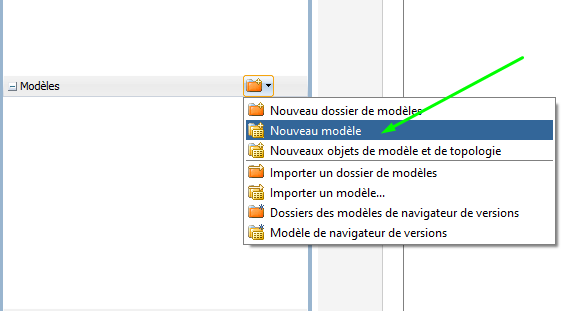 Modèles
Nouveau dossier de modèles
Nouveau modèle
Nouveaux objets de modèle et de topologie
Importer un dossier de modèles
Importer un modèle...
Dossiers des modèles de navigateur de versions
Modèle de navigateur de versions